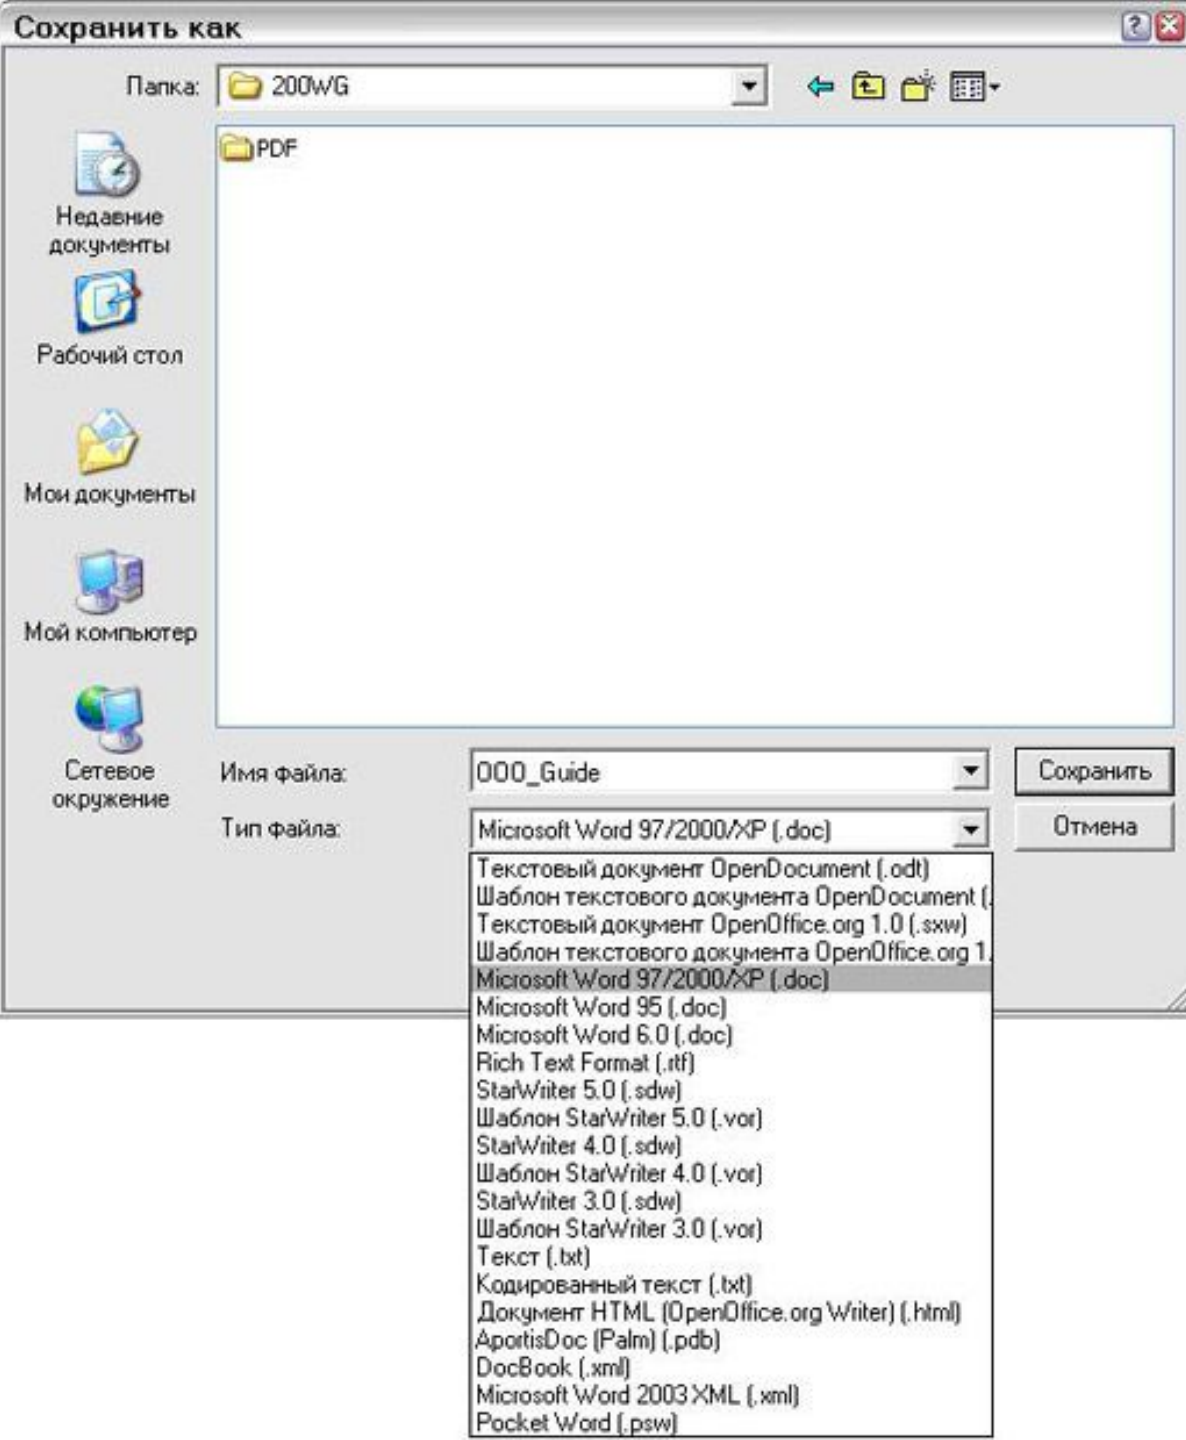 Сохранить как
Папка: 200WG
PDF
Недавние
документы
Рабочий стол
Мои документы
Мой компьютер
Сетевое
окружение
Имя файла: OOO_Guide Сохранить
Тип файла: Microsoft Word 97/2000/XP (.doc) Отмена
Текстовый документ OpenDocument (.odt)
Шаблон текстового документа OpenDocument (.
Текстовый документ OpenOffice.org 1.0 (.sxw)
Шаблон текстового документа OpenOffice.org 1.
Microsoft Word 97/2000/XP (.doc)
Microsoft Word 95 (.doc)
Microsoft Word 6.0 (.doc)
Rich Text Format (.rtf)
StarWriter 5.0 (.sdw)
Шаблон StarWriter 5.0 (.vor)
StarWriter 4.0 (.sdw)
Шаблон StarWriter 4.0 (.vor)
StarWriter 3.0 (.sdw)
Шаблон StarWriter 3.0 (.vor)
Текст (.txt)
Кодированный текст (.txt)
Документ HTML (OpenOffice.org Writer) (.html)
AportisDoc (Palm) (.pdb)
DocBook (.xml)
Microsoft Word 2003 XML (.xml)
Pocket Word (.psw)